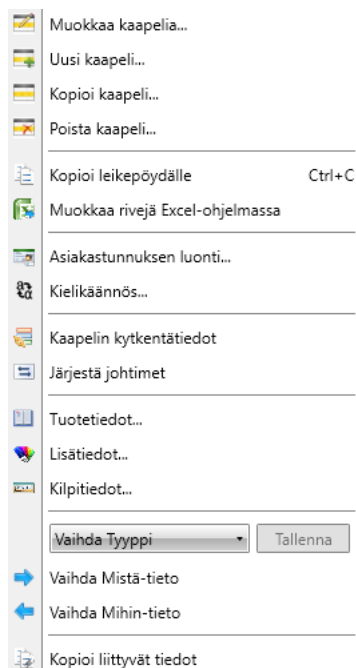 Muokkaa kaapelia...
Uusi kaapeli...
Kopioi kaapeli...
Poista kaapeli...
Kopioi leikepöydälle Ctrl+C
Muokkaa rivejä Excel-ohjelmassa
Asiakastunnuksen luonti...
Kielikäännös...
Kaapelin kytkentätiedot
Järjestä johtimet
Tuotetiedot...
Lisätiedot...
Kilpitiedot...
Vaihda Tyyppi Tallenna
Vaihda Mistä-tieto
Vaihda Mihin-tieto
Kopioi liittyvät tiedot